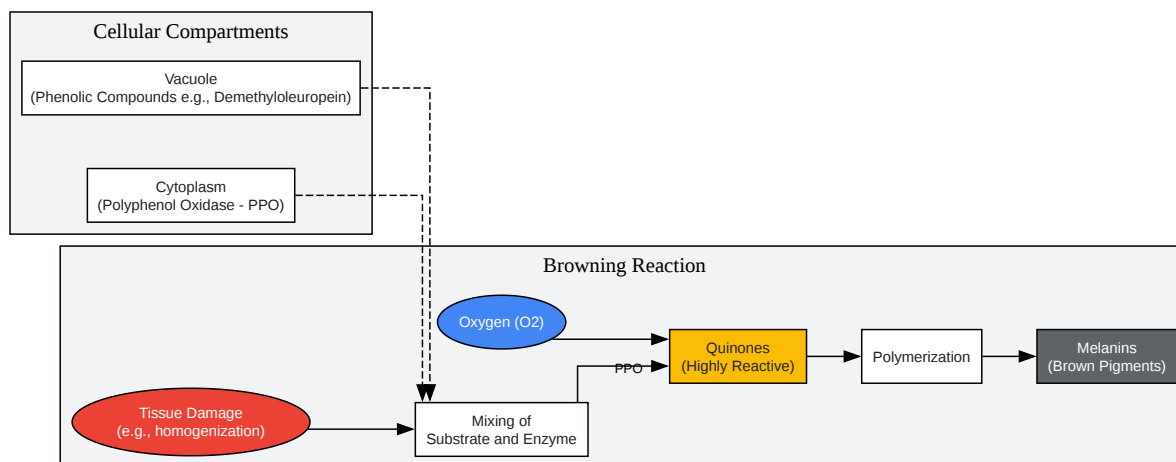 Cellular Compartments
Vacuole
(Phenolic Compounds e.g., Demethyloleuropein)
Cytoplasm
(Polyphenol Oxidase - PPO)
Browning Reaction
Oxygen (O2)
PPO
Quinones
(Highly Reactive)
Polymerization
Melanins
(Brown Pigments)
Tissue Damage
(e.g., homogenization)
Mixing of
Substrate and Enzyme